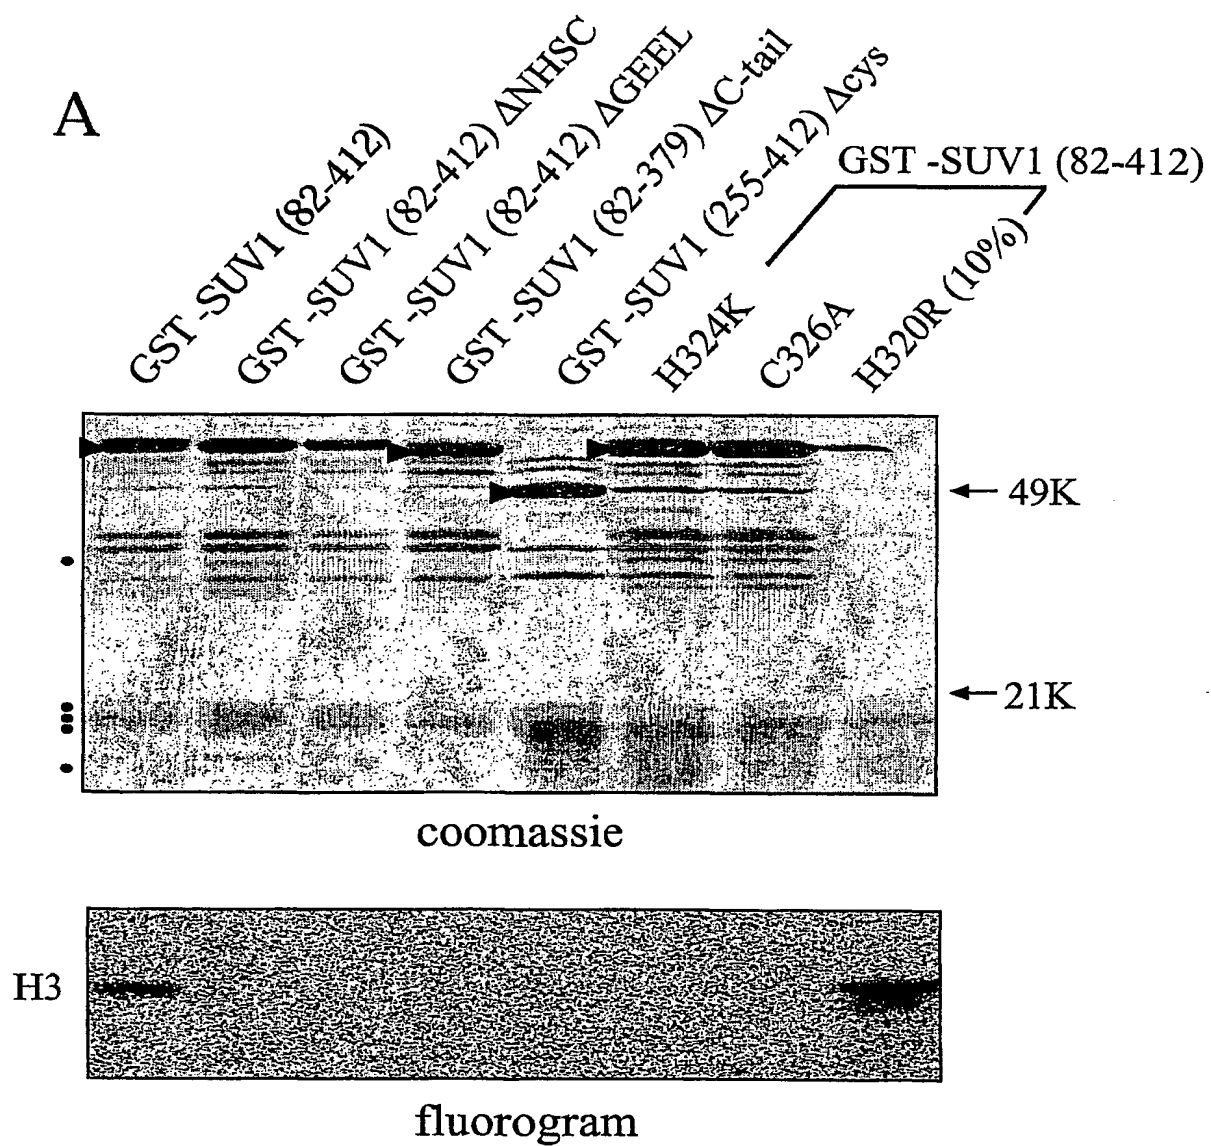 A
GST -SUV1 (82-412)
GST -SUV1 (82-412) ΔNHSC
GST -SUV1 (82-412) ΔGEEL
GST -SUV1 (82-379) ΔC-tail
GST -SUV1 (255-412) Δcys
GST -SUV1 (82-412)
H324K
C326A
H320R (10%)
49K
21K
coomassie
H3
fluorogram